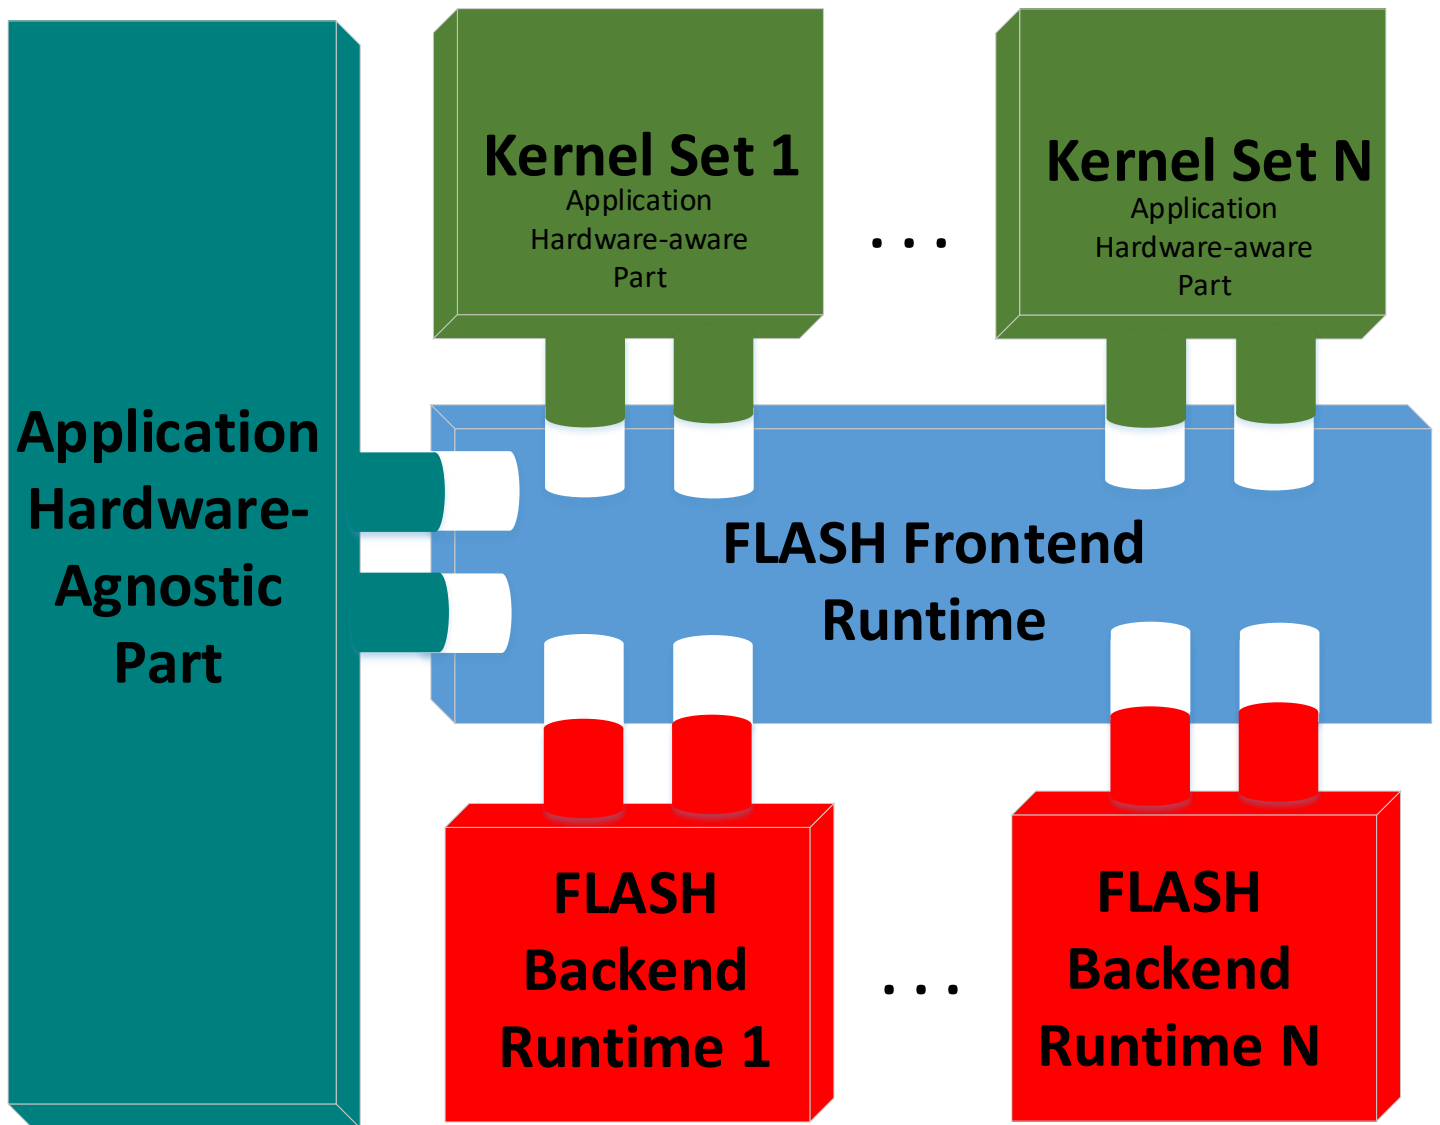 Application
Hardware-
Agnostic
Part
Kernel Set 1
Application
Hardware-aware
Part
...
Kernel Set N
Application
Hardware-aware
Part
FLASH Frontend
Runtime
FLASH
Backend
Runtime 1
...
FLASH
Backend
Runtime N